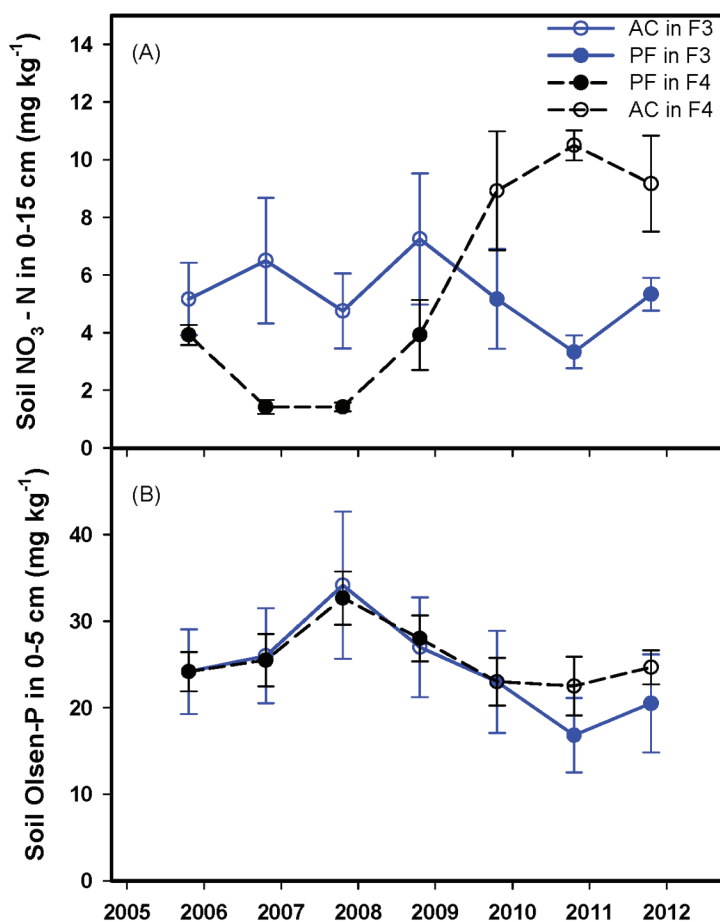 (A)
AC in F3
PF in F3
PF in F4
AC in F4
Soil NO₃ - N in 0-15 cm (mg kg⁻¹)
14
12
10
8
6
4
2
0
(B)
Soil Olsen-P in 0-5 cm (mg kg⁻¹)
40
30
20
10
0
2005 2006 2007 2008 2009 2010 2011 2012